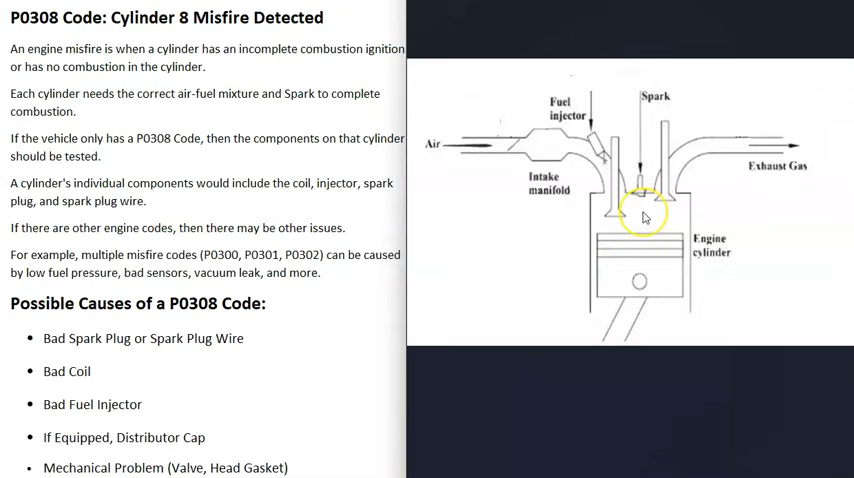 P0308 Code: Cylinder 8 Misfire Detected
An engine misfire is when a cylinder has an incomplete combustion ignition
or has no combustion in the cylinder.
Each cylinder needs the correct air-fuel mixture and Spark to complete
combustion.
If the vehicle only has a P0308 Code, then the components on that cylinder
should be tested.
A cylinder's individual components would include the coil, injector, spark
plug, and spark plug wire.
If there are other engine codes, then there may be other issues.
For example, multiple misfire codes (P0300, P0301, P0302) can be caused
by low fuel pressure, bad sensors, vacuum leak, and more.
Possible Causes of a P0308 Code:
• Bad Spark Plug or Spark Plug Wire
• Bad Coil
• Bad Fuel Injector
• If Equipped, Distributor Cap
• Mechanical Problem (Valve, Head Gasket)
Fuel
injector
Spark
Air
Intake
manifold
Exhaust Gas
Engine
cylinder